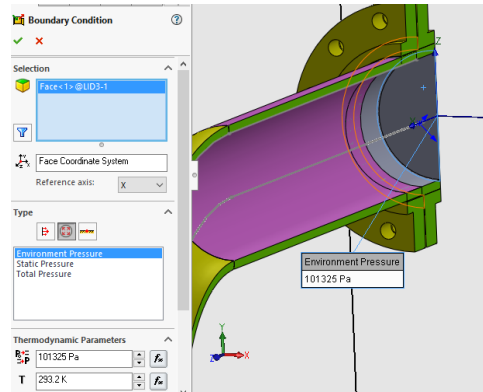 Boundary Condition
Selection
Face<1>@LID3-1
Face Coordinate System
Reference axis:
X
Type
Environment Pressure
Static Pressure
Total Pressure
Thermodynamic Parameters
101325 Pa
T
293.2 K
Z
Environment Pressure
101325 Pa
Y
Z
X